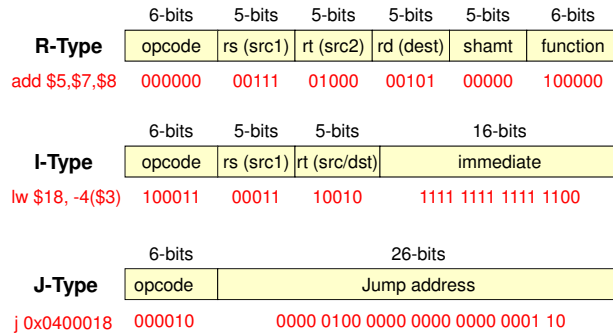 6-bits 5-bits 5-bits 5-bits 5-bits 6-bits
R-Type opcode rs (src1) rt (src2) rd (dest) shamt function
add $5,$7,$8 000000 00111 01000 00101 00000 100000
6-bits 5-bits 5-bits 16-bits
I-Type opcode rs (src1) rt (src/dst) immediate
lw $18, -4($3) 100011 00011 10010 1111 1111 1111 1100
6-bits 26-bits
J-Type opcode Jump address
j 0x0400018 000010 0000 0100 0000 0000 0000 0001 10